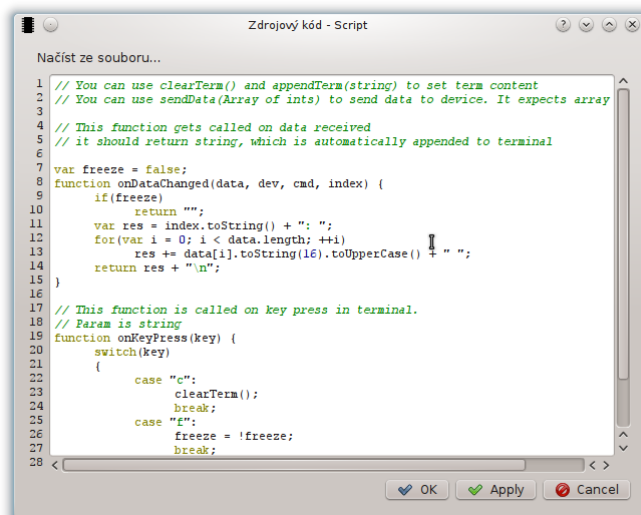 Zdrojový kód - Script
Načíst ze souboru...
1 // You can use clearTerm() and appendTerm(string) to set term content
2 // You can use sendData(Array of ints) to send data to device. It expects array
3
4 // This function gets called on data received
5 // it should return string, which is automatically appended to terminal
6
7 var freeze = false;
8 function onDataChanged(data, dev, cmd, index) {
9 if(freeze)
10 return "";
11 var res = index.toString() + ": ";
12 for(var i = 0; i < data.length; ++i)
13 res += data[i].toString(16).toUpperCase() + " ";
14 return res + "\n";
15 }
16
17 // This function is called on key press in terminal.
18 // Param is string
19 function onKeyPress(key) {
20 switch(key)
21 {
22 case "c":
23 clearTerm();
24 break;
25 case "f":
26 freeze = !freeze;
27 break;
28
OK Apply Cancel